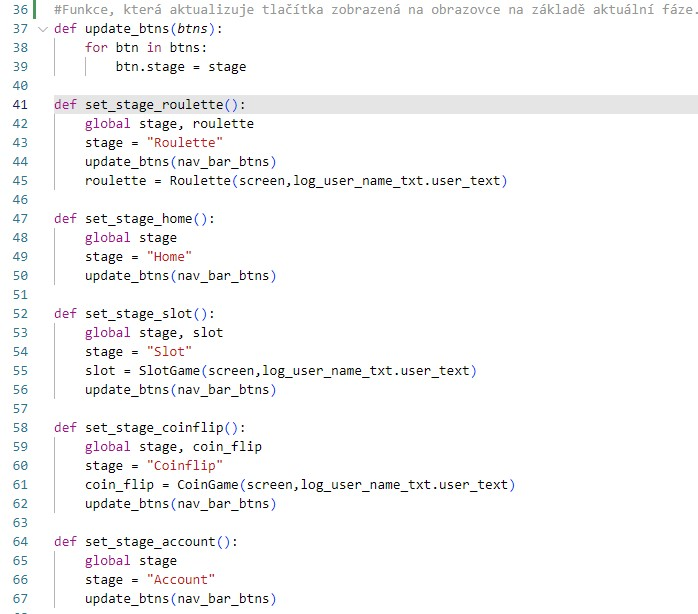 36 #Funkce, která aktualizuje tlačítka zobrazená na obrazovce na základě aktuální fáze.
37 def update_btns(btns):
38     for btn in btns:
39         btn.stage = stage
40
41 def set_stage_roulette():
42     global stage, roulette
43     stage = "Roulette"
44     update_btns(nav_bar_btns)
45     roulette = Roulette(screen,log_user_name_txt.user_text)
46
47 def set_stage_home():
48     global stage
49     stage = "Home"
50     update_btns(nav_bar_btns)
51
52 def set_stage_slot():
53     global stage, slot
54     stage = "Slot"
55     slot = SlotGame(screen,log_user_name_txt.user_text)
56     update_btns(nav_bar_btns)
57
58 def set_stage_coinflip():
59     global stage, coin_flip
60     stage = "Coinflip"
61     coin_flip = CoinGame(screen,log_user_name_txt.user_text)
62     update_btns(nav_bar_btns)
63
64 def set_stage_account():
65     global stage
66     stage = "Account"
67     update_btns(nav_bar_btns)